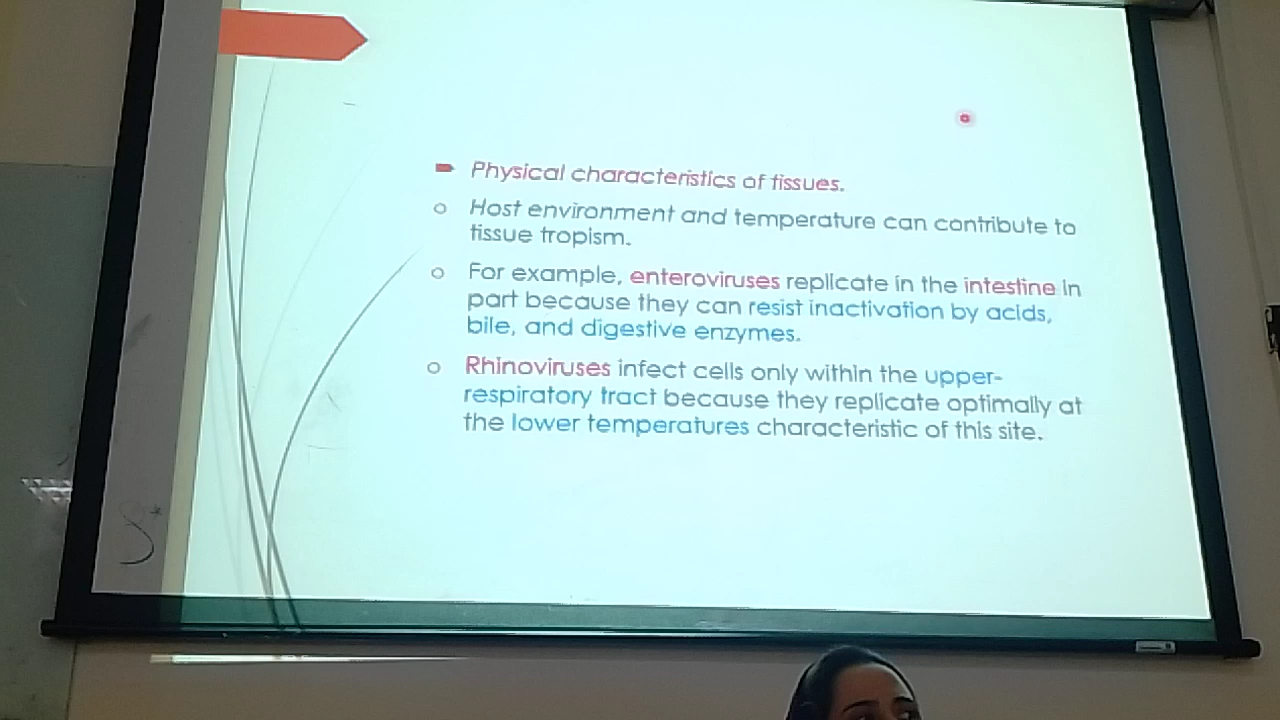 Physical characteristics of tissues.
Host environment and temperature can contribute to
tissue tropism.
For example, enteroviruses replicate in the intestine in
part because they can resist inactivation by acids,
bile, and digestive enzymes.
Rhinoviruses infect cells only within the upper-
respiratory tract because they replicate optimally at
the lower temperatures characteristic of this site.